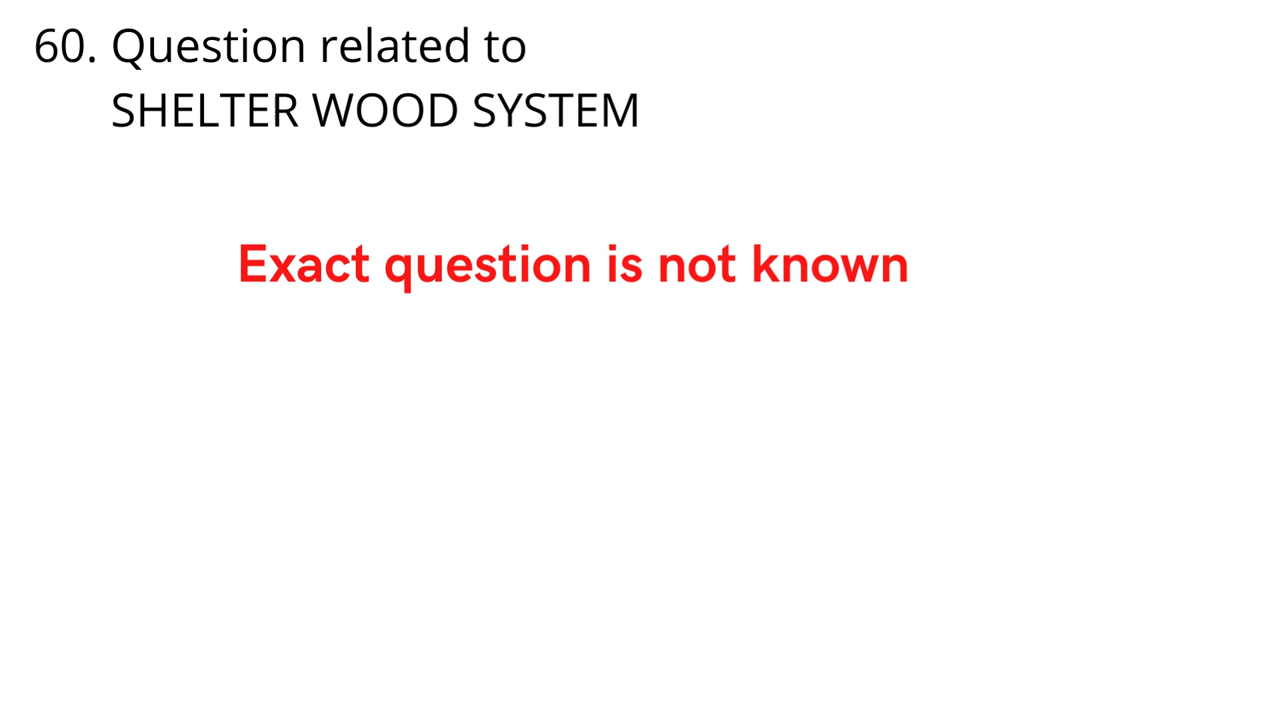 60. Question related to
SHELTER WOOD SYSTEM
Exact question is not known